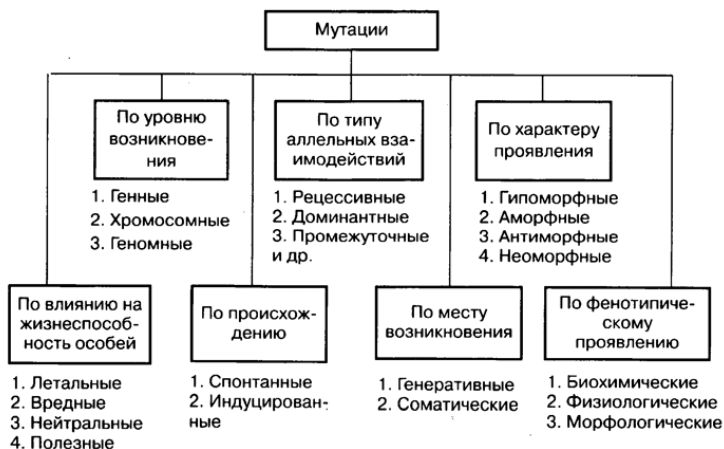 Мутации
По уровню
возникнове-
ния
1. Генные
2. Хромосомные
3. Геномные
По типу
аллельных вза-
имодействий
1. Рецессивные
2. Доминантные
3. Промежуточные
и др.
По характеру
проявления
1. Гипоморфные
2. Аморфные
3. Антиморфные
4. Неоморфные
По влиянию на
жизнеспособ-
ность особей
1. Летальные
2. Вредные
3. Нейтральные
4. Полезные
По происхож-
дению
1. Спонтанные
2. Индуцирован-
ные
По месту
возникновения
1. Генеративные
2. Соматические
По фенотипиче-
скому
проявлению
1. Биохимические
2. Физиологические
3. Морфологические